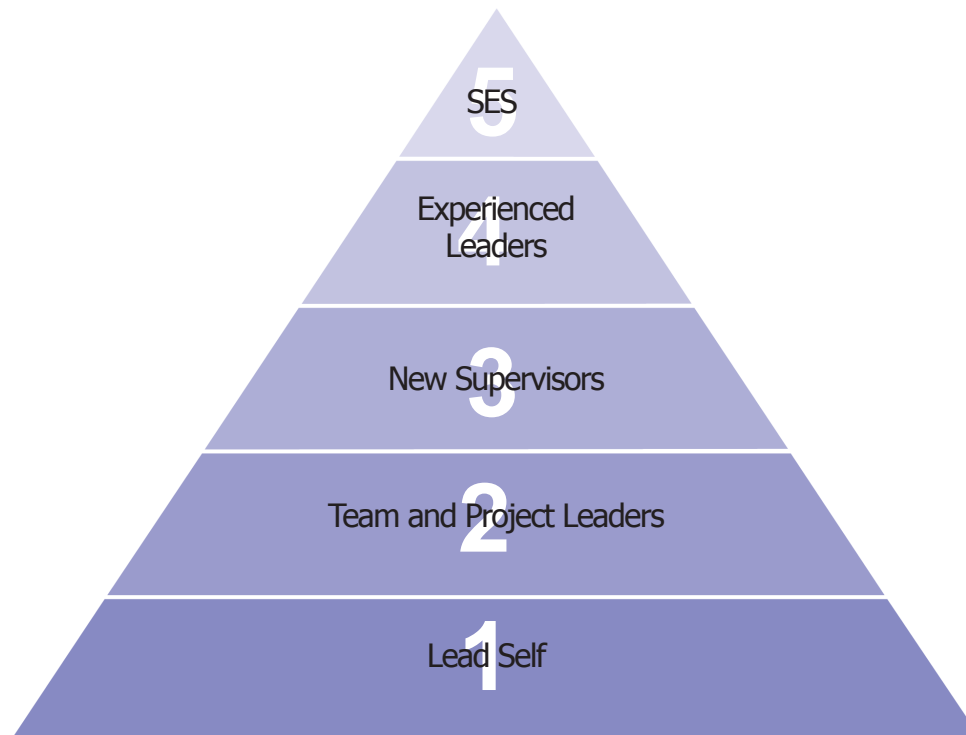 5
SES
4
Experienced
Leaders
3
New Supervisors
2
Team and Project Leaders
1
Lead Self